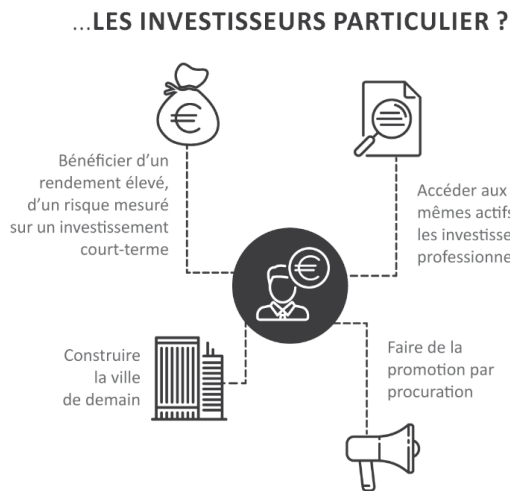 ...LES INVESTISSEURS PARTICULIER ?
Bénéficier d'un
rendement élevé,
d'un risque mesuré
sur un investissement
court-terme
Accéder aux
mêmes actifs
les investisse
professionne
Construire
la ville
de demain
Faire de la
promotion par
procuration